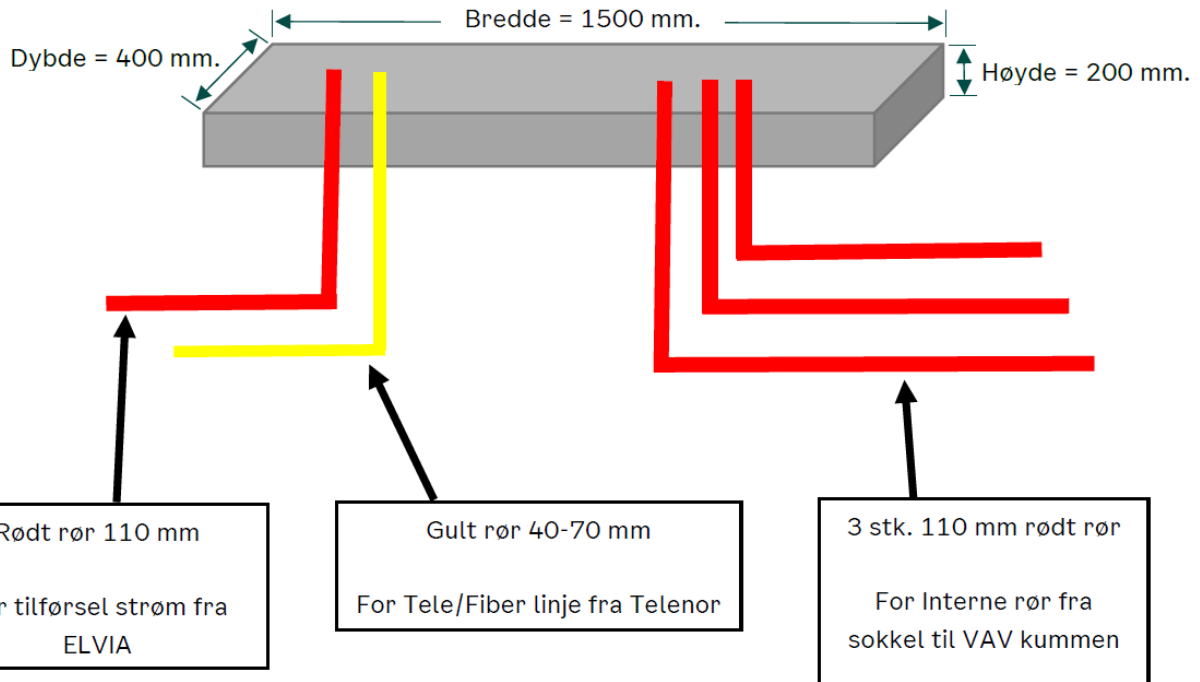 Bredde = 1500 mm.
Dybde = 400 mm.
Høyde = 200 mm.
Rødt rør 110 mm
tilførsel strøm fra
ELVIA
Gult rør 40-70 mm
For Tele/Fiber linje fra Telenor
3 stk. 110 mm rødt rør
For Interne rør fra
sokkel til VAV kummen